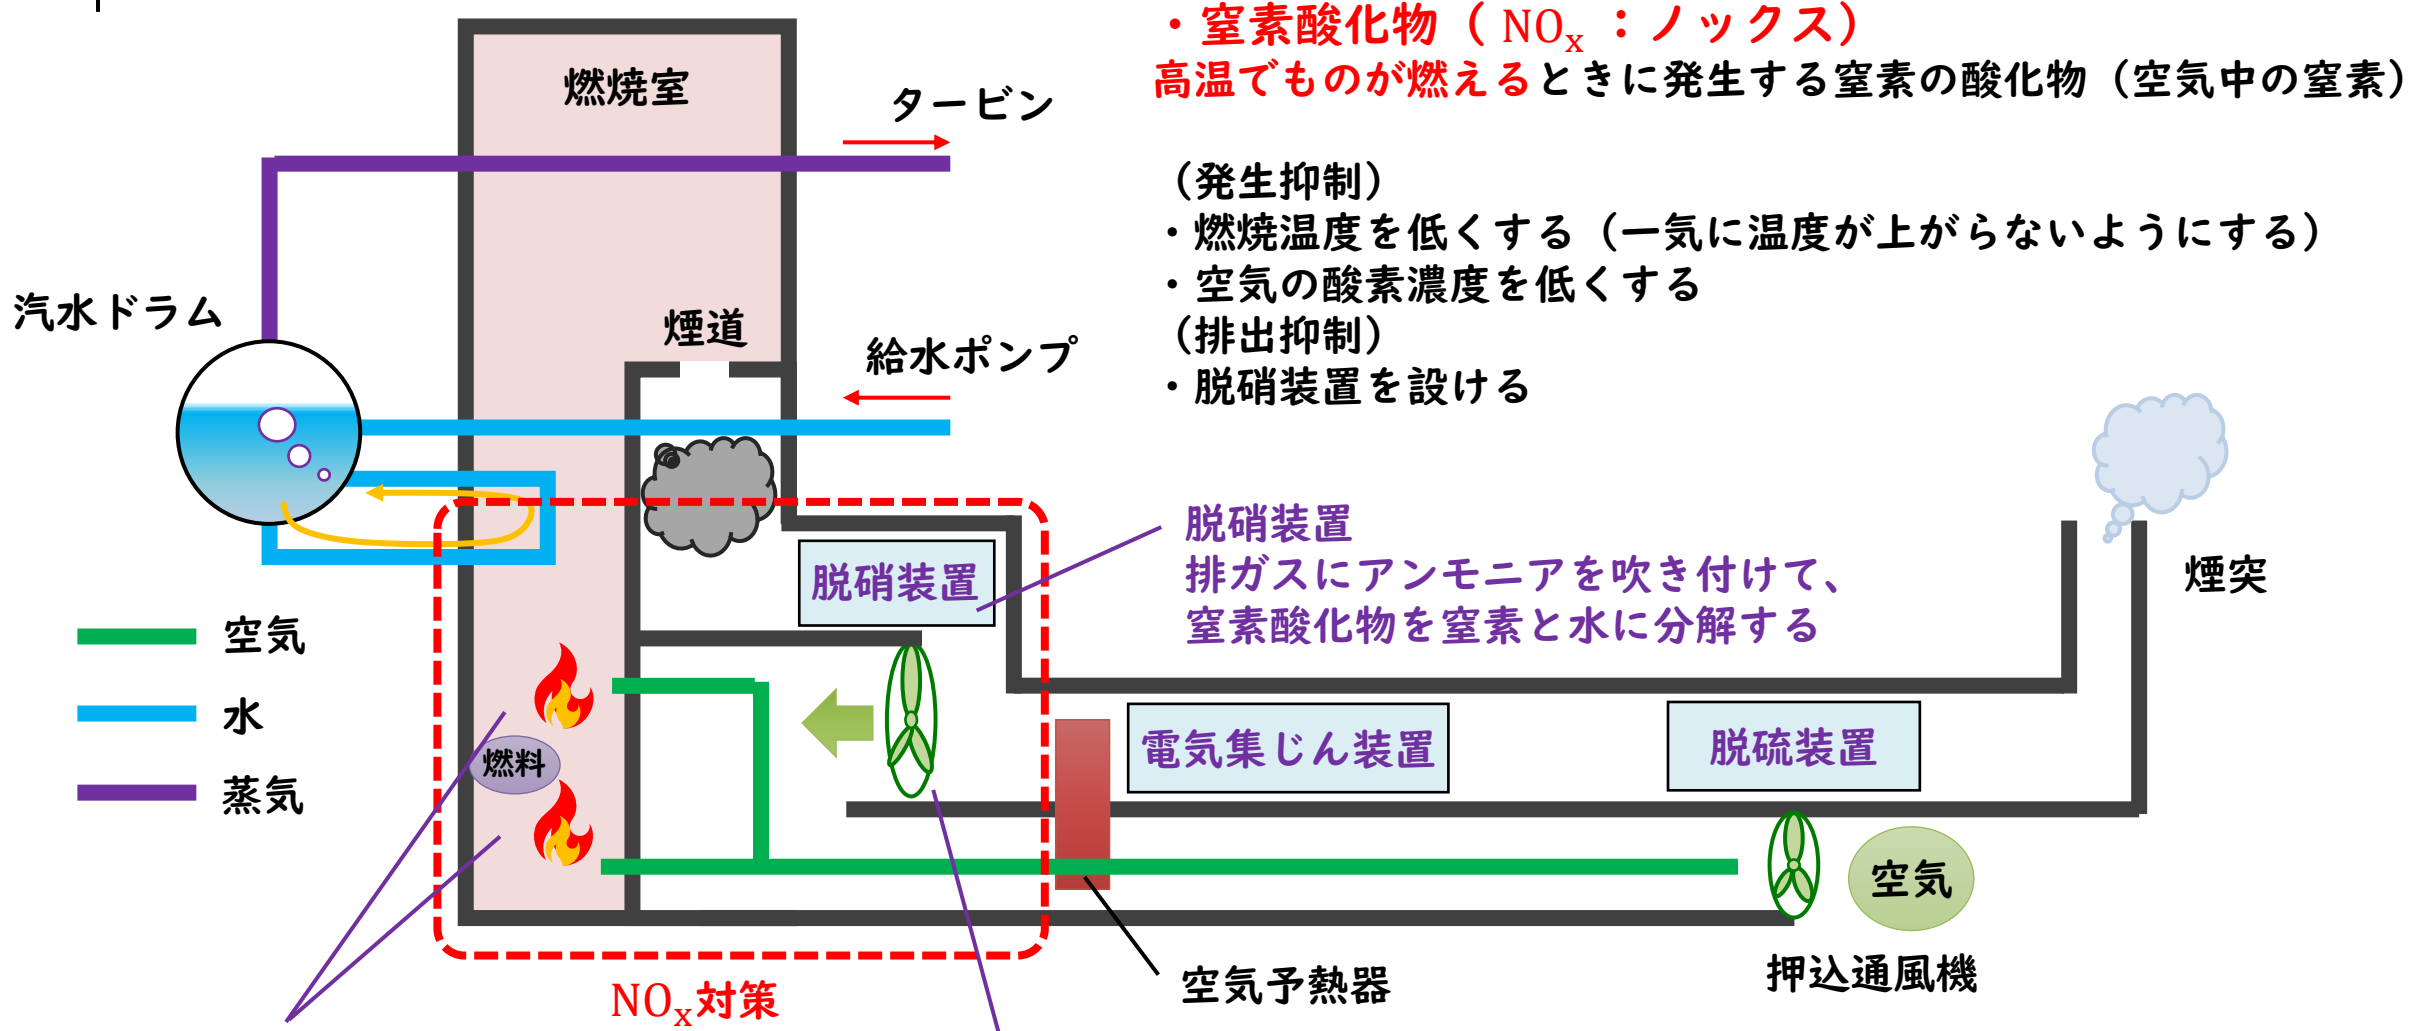 ・窒素酸化物（ NOx ：ノックス）
高温でものが燃えるときに発生する窒素の酸化物（空気中の窒素）
（発生抑制）
・燃焼温度を低くする（一気に温度が上がらないようにする）
・空気の酸素濃度を低くする
（排出抑制）
・脱硝装置を設ける
燃焼室
タービン
汽水ドラム
煙道
給水ポンプ
脱硝装置
脱硝装置
排ガスにアンモニアを吹き付けて、
窒素酸化物を窒素と水に分解する
煙突
空気
水
蒸気
燃料
電気集じん装置
脱硫装置
空気
押込通風機
空気予熱器
NOx対策